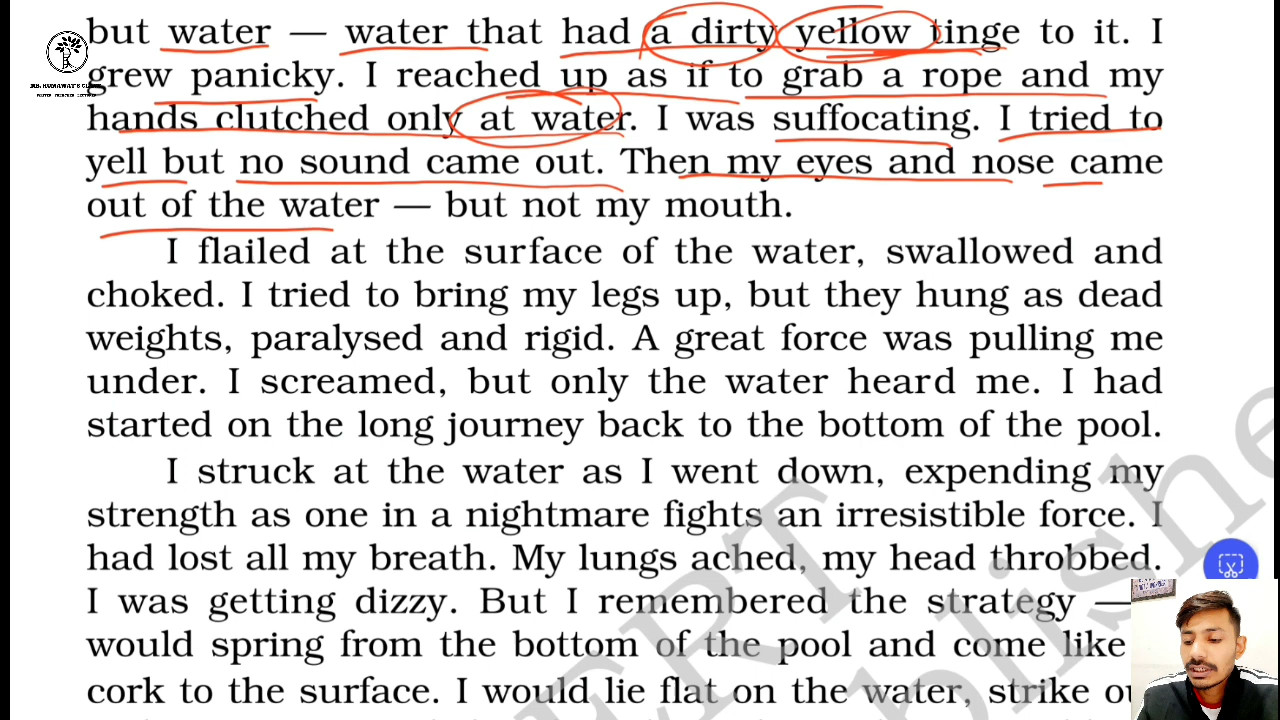 but water — water that had a dirty yellow tinge to it. I
grew panicky. I reached up as if to grab a rope and my
hands clutched only at water. I was suffocating. I tried to
yell but no sound came out. Then my eyes and nose came
out of the water — but not my mouth.
I flailed at the surface of the water, swallowed and
choked. I tried to bring my legs up, but they hung as dead
weights, paralysed and rigid. A great force was pulling me
under. I screamed, but only the water heard me. I had
started on the long journey back to the bottom of the pool.
I struck at the water as I went down, expending my
strength as one in a nightmare fights an irresistible force. I
had lost all my breath. My lungs ached, my head throbbed.
I was getting dizzy. But I remembered the strategy —
would spring from the bottom of the pool and come like
cork to the surface. I would lie flat on the water, strike